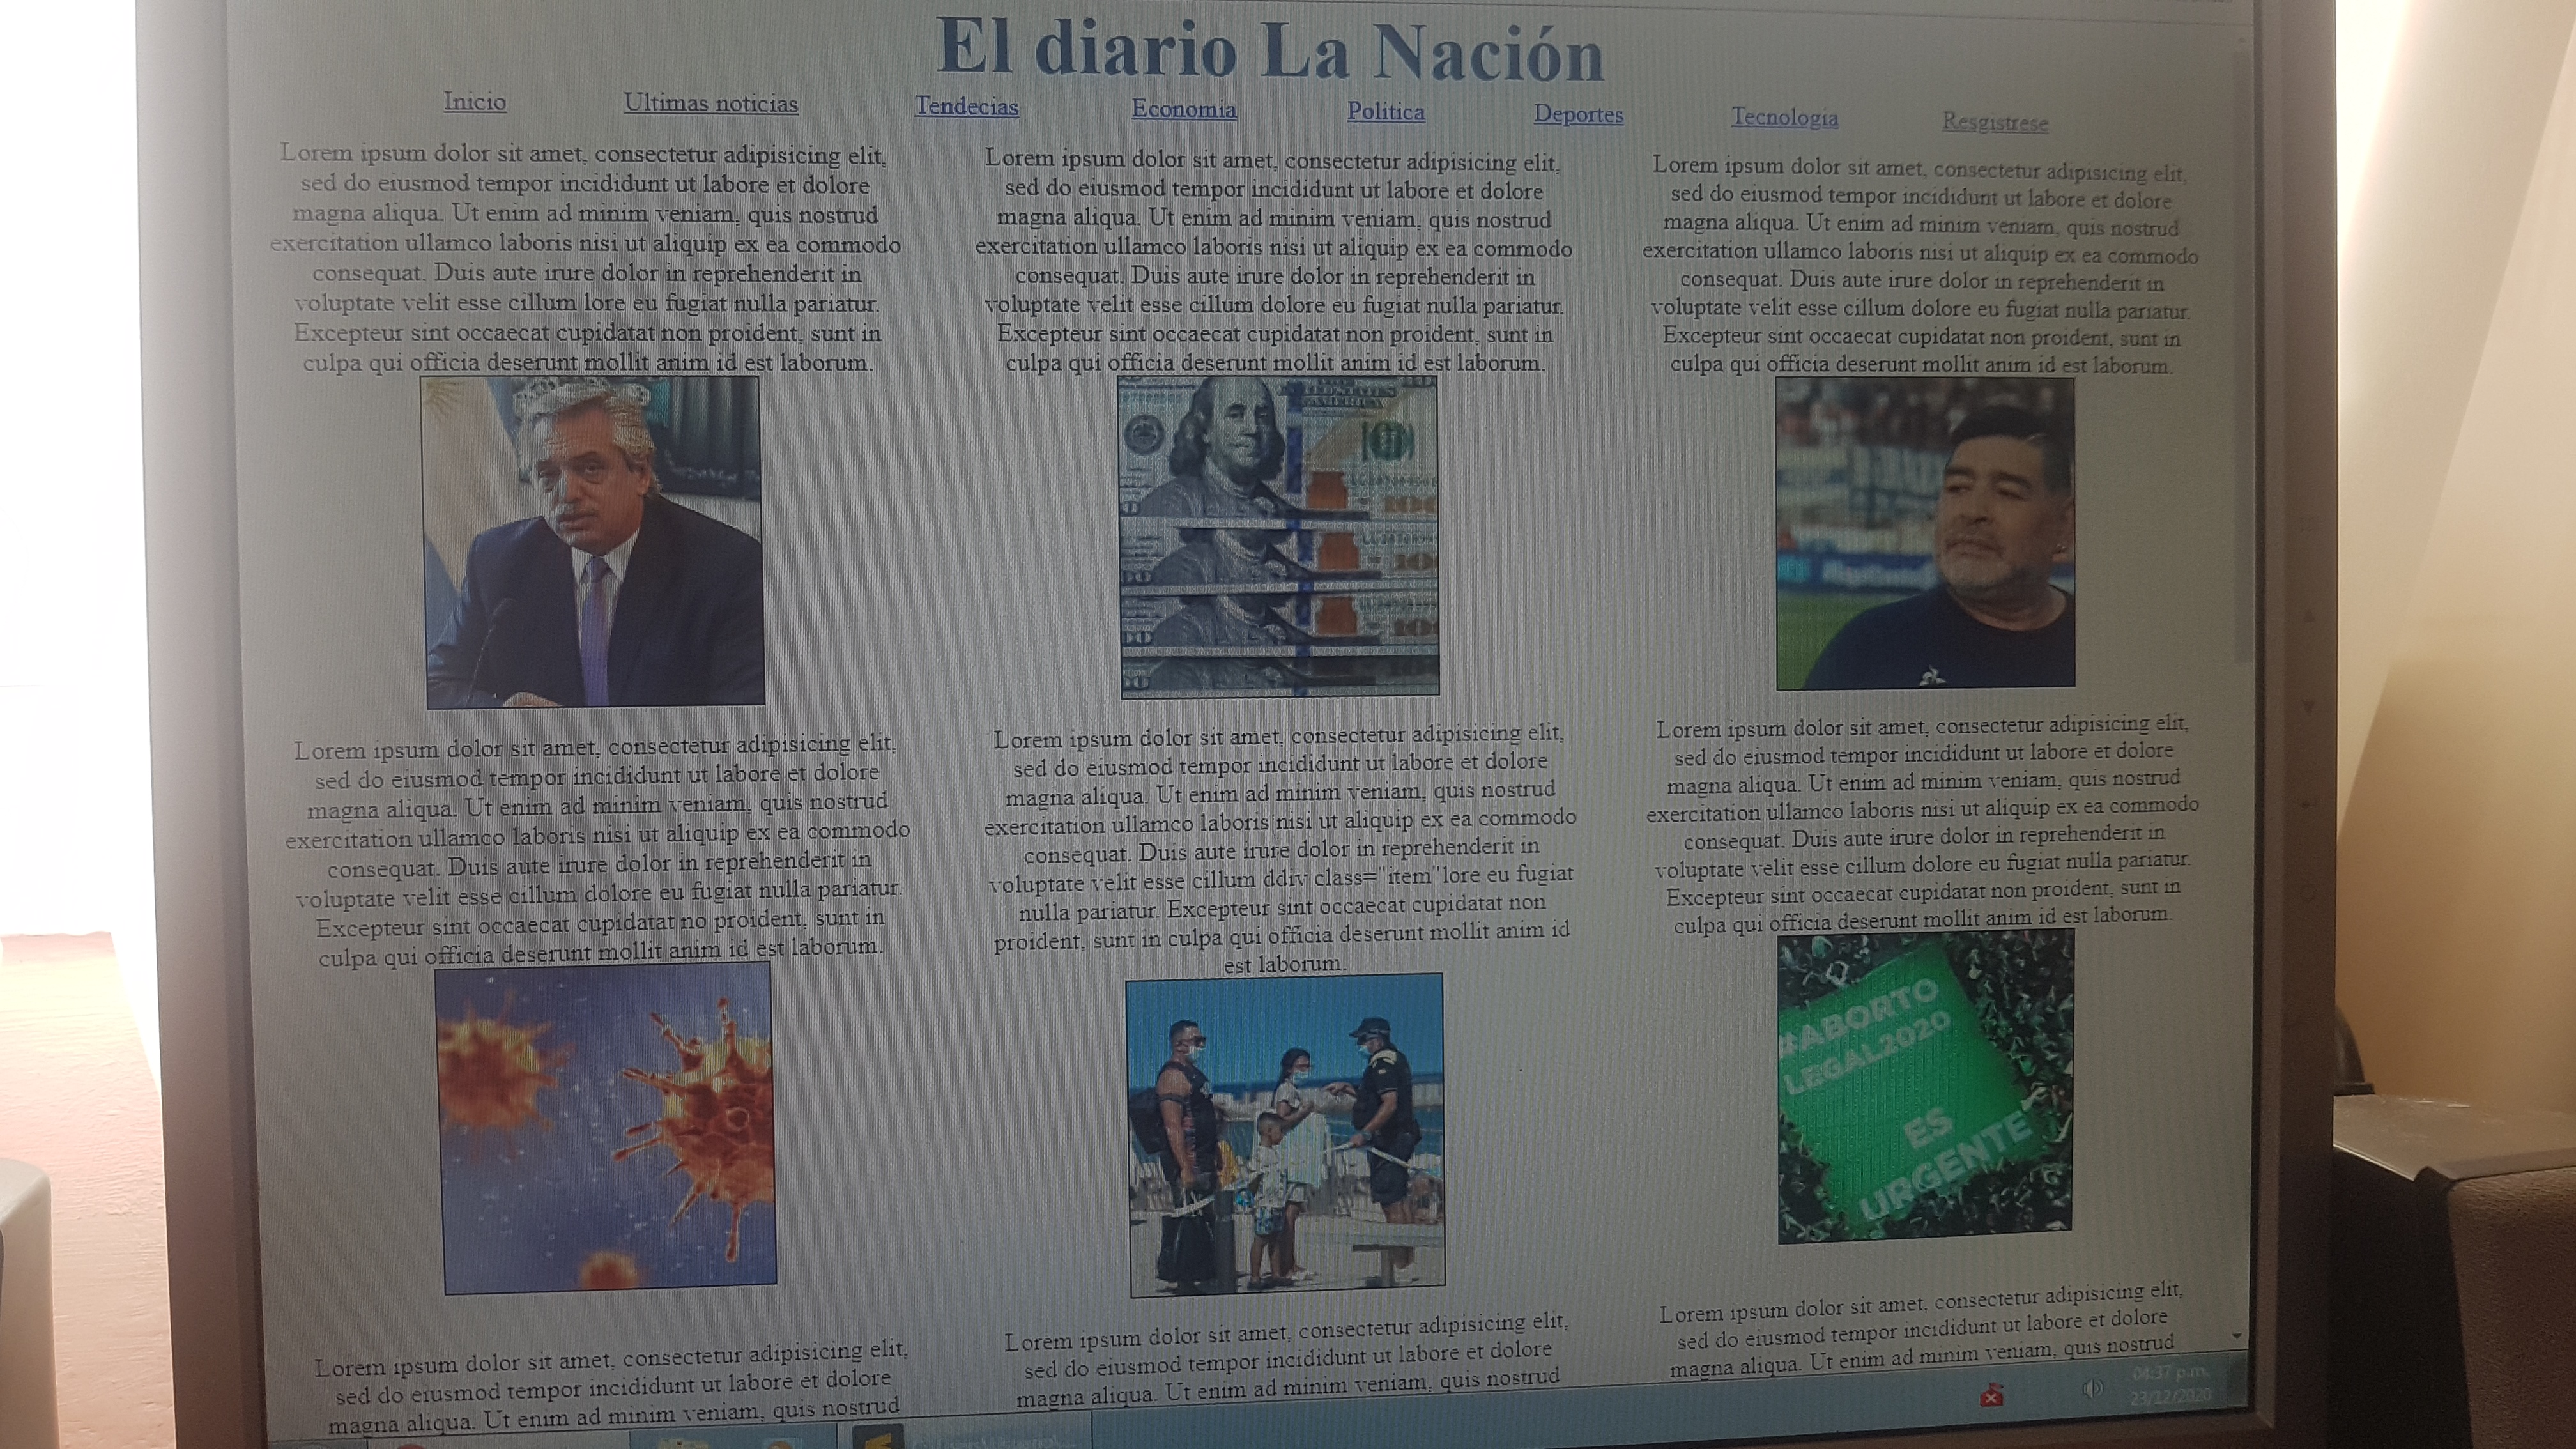 El diario La Nación
Inicio Ultimas noticias Tendecias Economia Politica Deportes Tecnologia Resgistrese
Lorem ipsum dolor sit amet, consectetur adipisicing elit,
sed do eiusmod tempor incididunt ut labore et dolore
magna aliqua. Ut enim ad minim veniam, quis nostrud
exercitation ullamco laboris nisi ut aliquip ex ea commodo
consequat. Duis aute irure dolor in reprehenderit in
voluptate velit esse cillum lore eu fugiat nulla pariatur.
Excepteur sint occaecat cupidatat non proident, sunt in
culpa qui officia deserunt mollit anim id est laborum.
Lorem ipsum dolor sit amet, consectetur adipisicing elit,
sed do eiusmod tempor incididunt ut labore et dolore
magna aliqua. Ut enim ad minim veniam, quis nostrud
exercitation ullamco laboris nisi ut aliquip ex ea commodo
consequat. Duis aute irure dolor in reprehenderit in
voluptate velit esse cillum dolore eu fugiat nulla pariatur.
Excepteur sint occaecat cupidatat non proident, sunt in
culpa qui officia deserunt mollit anim id est laborum.
Lorem ipsum dolor sit amet, consectetur adipisicing elit,
sed do eiusmod tempor incididunt ut labore et dolore
magna aliqua. Ut enim ad minim veniam, quis nostrud
exercitation ullamco laboris nisi ut aliquip ex ea commodo
consequat. Duis aute irure dolor in reprehenderit in
voluptate velit esse cillum dolore eu fugiat nulla pariatur.
Excepteur sint occaecat cupidatat non proident, sunt in
culpa qui officia deserunt mollit anim id est laborum.
Lorem ipsum dolor sit amet, consectetur adipisicing elit,
sed do eiusmod tempor incididunt ut labore et dolore
magna aliqua. Ut enim ad minim veniam, quis nostrud
exercitation ullamco laboris nisi ut aliquip ex ea commodo
consequat. Duis aute irure dolor in reprehenderit in
voluptate velit esse cillum dolore eu fugiat nulla pariatur.
Excepteur sint occaecat cupidatat no proident, sunt in
culpa qui officia deserunt mollit anim id est laborum.
Lorem ipsum dolor sit amet, consectetur adipisicing elit,
sed do eiusmod tempor incididunt ut labore et dolore
magna aliqua. Ut enim ad minim veniam, quis nostrud
exercitation ullamco laboris nisi ut aliquip ex ea commodo
consequat. Duis aute irure dolor in reprehenderit in
voluptate velit esse cillum ddiv class="item"lore eu fugiat
nulla pariatur. Excepteur sint occaecat cupidatat non
proident, sunt in culpa qui officia deserunt mollit anim id
est laborum.
Lorem ipsum dolor sit amet, consectetur adipisicing elit,
sed do eiusmod tempor incididunt ut labore et dolore
magna aliqua. Ut enim ad minim veniam, quis nostrud
exercitation ullamco laboris nisi ut aliquip ex ea commodo
consequat. Duis aute irure dolor in reprehenderit in
voluptate velit esse cillum dolore eu fugiat nulla pariatur.
Excepteur sint occaecat cupidatat non proident, sunt in
culpa qui officia deserunt mollit anim id est laborum.
#ABORTO
LEGAL2020
ES
URGENTE
Lorem ipsum dolor sit amet, consectetur adipisicing elit,
sed do eiusmod tempor incididunt ut labore et dolore
magna aliqua. Ut enim ad minim veniam, quis nostrud
Lorem ipsum dolor sit amet, consectetur adipisicing elit,
sed do eiusmod tempor incididunt ut labore et dolore
magna aliqua. Ut enim ad minim veniam, quis nostrud
Lorem ipsum dolor sit amet, consectetur adipisicing elit,
sed do eiusmod tempor incididunt ut labore et dolore
magna aliqua. Ut enim ad minim veniam, quis nostrud
04:37 p.m.
23/12/2020